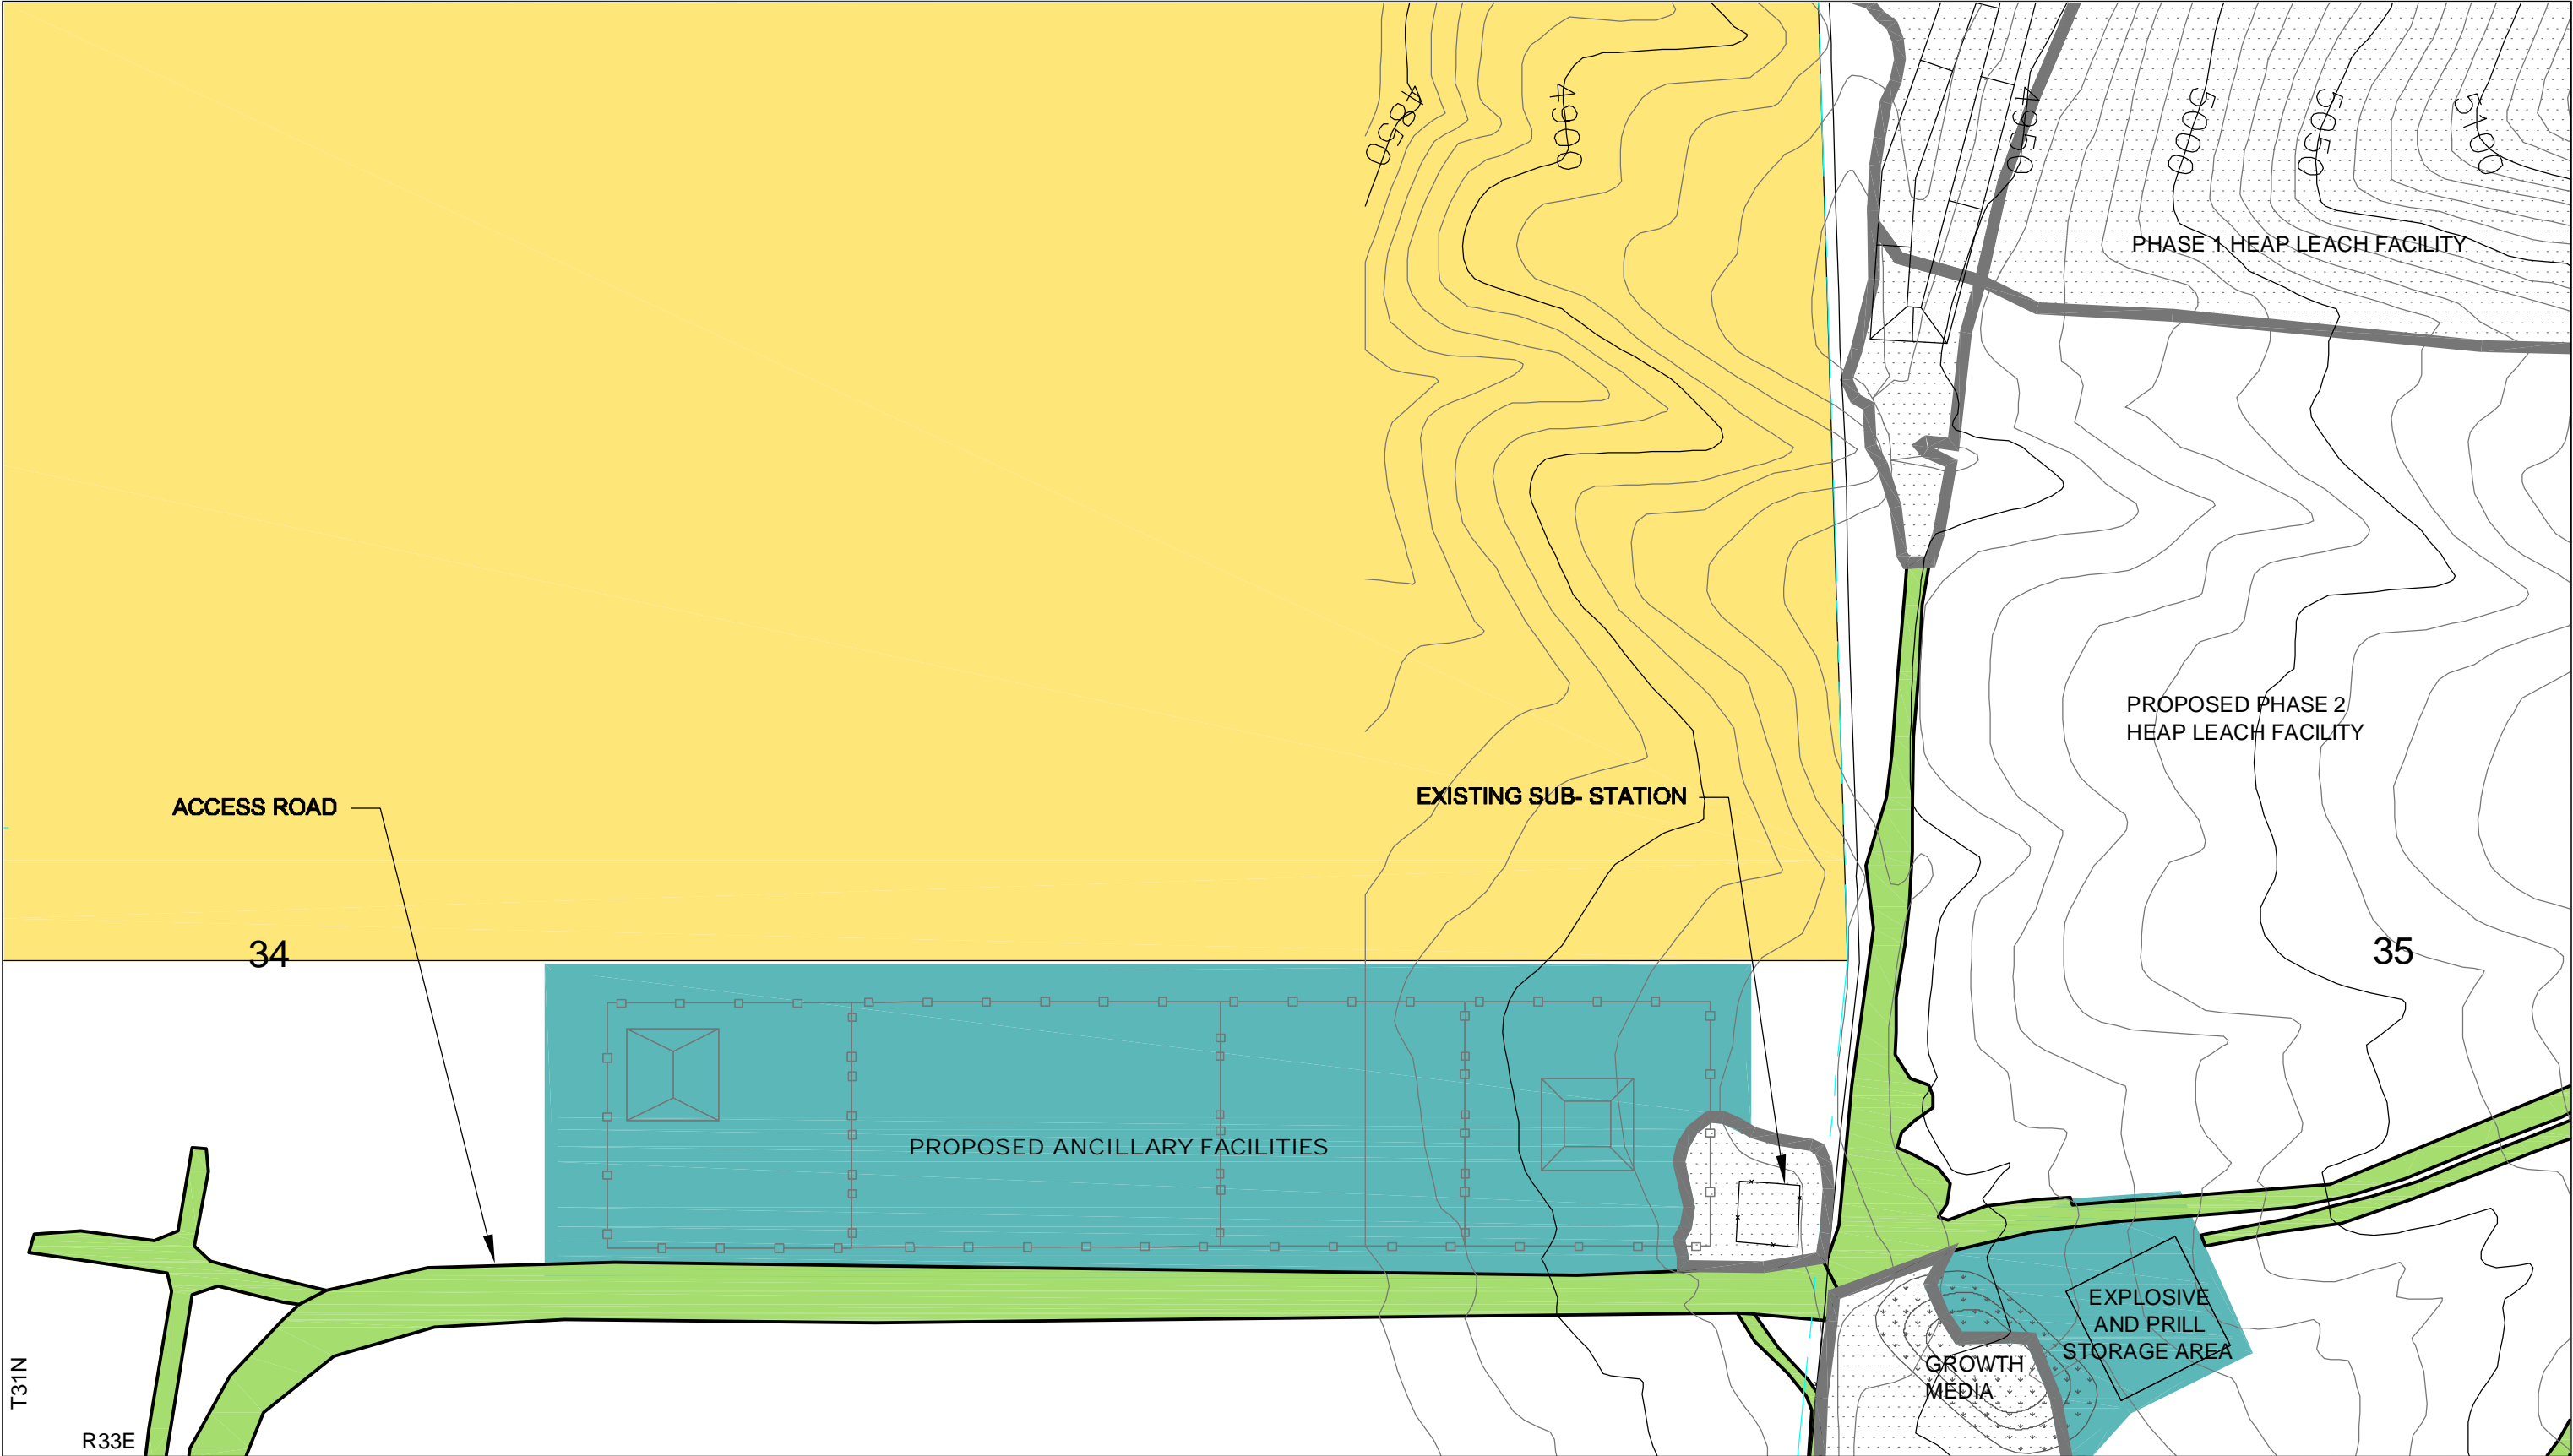 4850
4900
4950
5000
5050
5100
PHASE 1 HEAP LEACH FACILITY
PROPOSED PHASE 2
HEAP LEACH FACILITY
ACCESS ROAD
EXISTING SUB- STATION
34
35
PROPOSED ANCILLARY FACILITIES
EXPLOSIVE
AND PRILL
STORAGE AREA
GROWTH
MEDIA
T31N
R33E